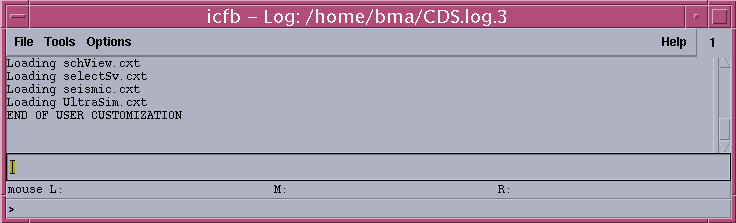 icfb – Log: /home/bma/CDS.log.3
File Tools Options Help 1
Loading schView.cxt
Loading selectSv.cxt
Loading seismic.cxt
Loading UltraSim.cxt
END OF USER CUSTOMIZATION
mouse L: M: R:
>